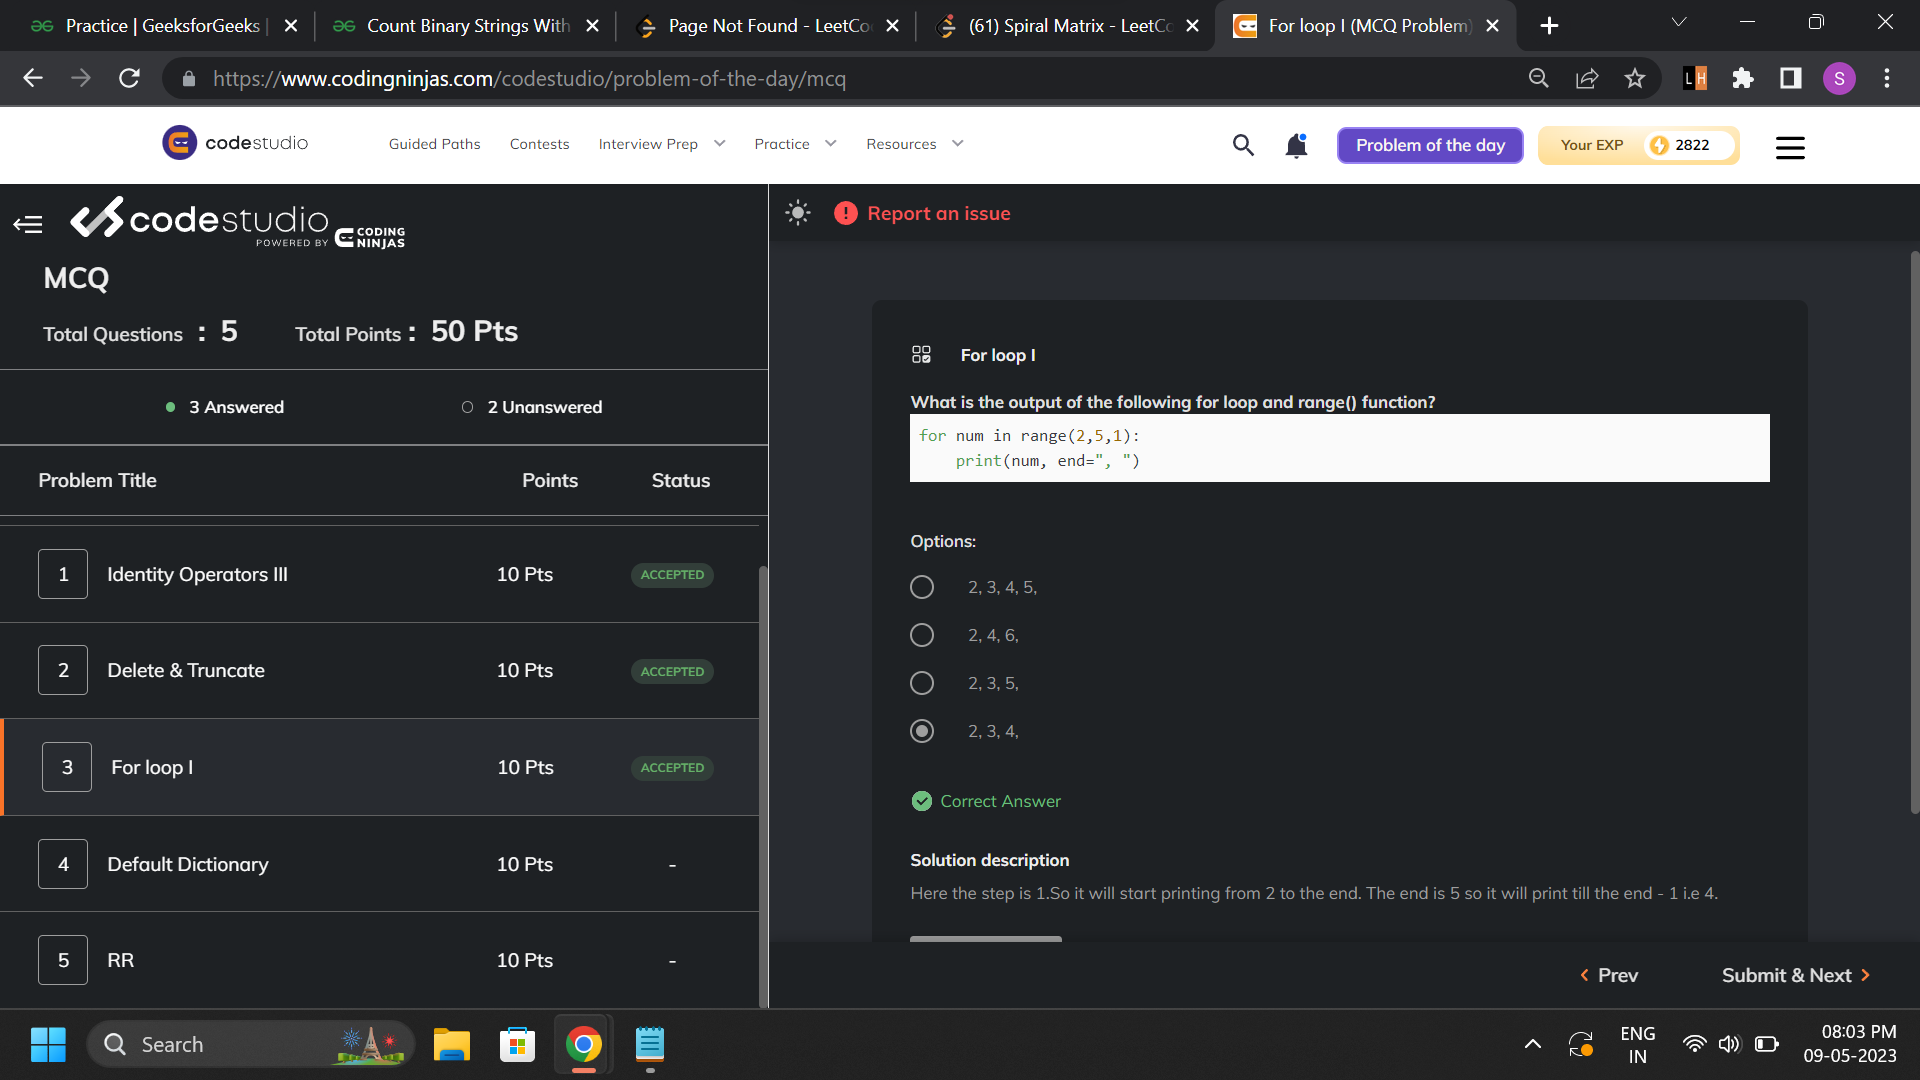 Practice | GeeksforGeeks |
Count Binary Strings With
Page Not Found - LeetCo
(61) Spiral Matrix - LeetCo
For loop I (MCQ Problem)
https://www.codingninjas.com/codestudio/problem-of-the-day/mcq
LH
S
codestudio
Guided Paths
Contests
Interview Prep
Practice
Resources
Problem of the day
Your EXP
2822
codestudio
POWERED BY
CODING
NINJAS
MCQ
Total Questions : 5
Total Points : 50 Pts
3 Answered
2 Unanswered
Problem Title Points Status
1 Identity Operators III 10 Pts ACCEPTED
2 Delete & Truncate 10 Pts ACCEPTED
3 For loop I 10 Pts ACCEPTED
4 Default Dictionary 10 Pts -
5 RR 10 Pts -
Report an issue
For loop I
What is the output of the following for loop and range() function?
for num in range(2,5,1):
print(num, end=", ")
Options:
2, 3, 4, 5,
2, 4, 6,
2, 3, 5,
2, 3, 4,
Correct Answer
Solution description
Here the step is 1.So it will start printing from 2 to the end. The end is 5 so it will print till the end - 1 i.e 4.
Prev
Submit & Next
Search
ENG
IN
08:03 PM
09-05-2023